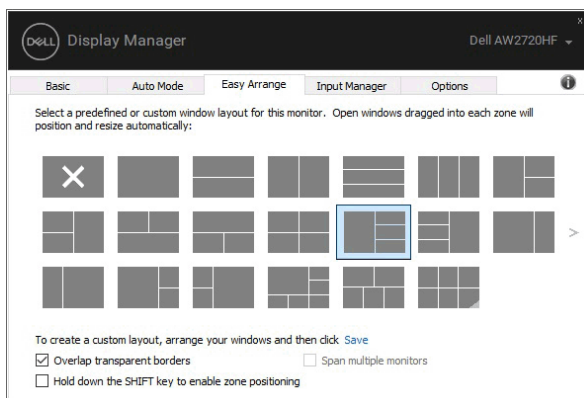 DELL Display Manager
Dell AW2720HF
Basic
Auto Mode
Easy Arrange
Input Manager
Options
Select a predefined or custom window layout for this monitor. Open windows dragged into each zone will
position and resize automatically:
To create a custom layout, arrange your windows and then click Save
Overlap transparent borders
Span multiple monitors
Hold down the SHIFT key to enable zone positioning